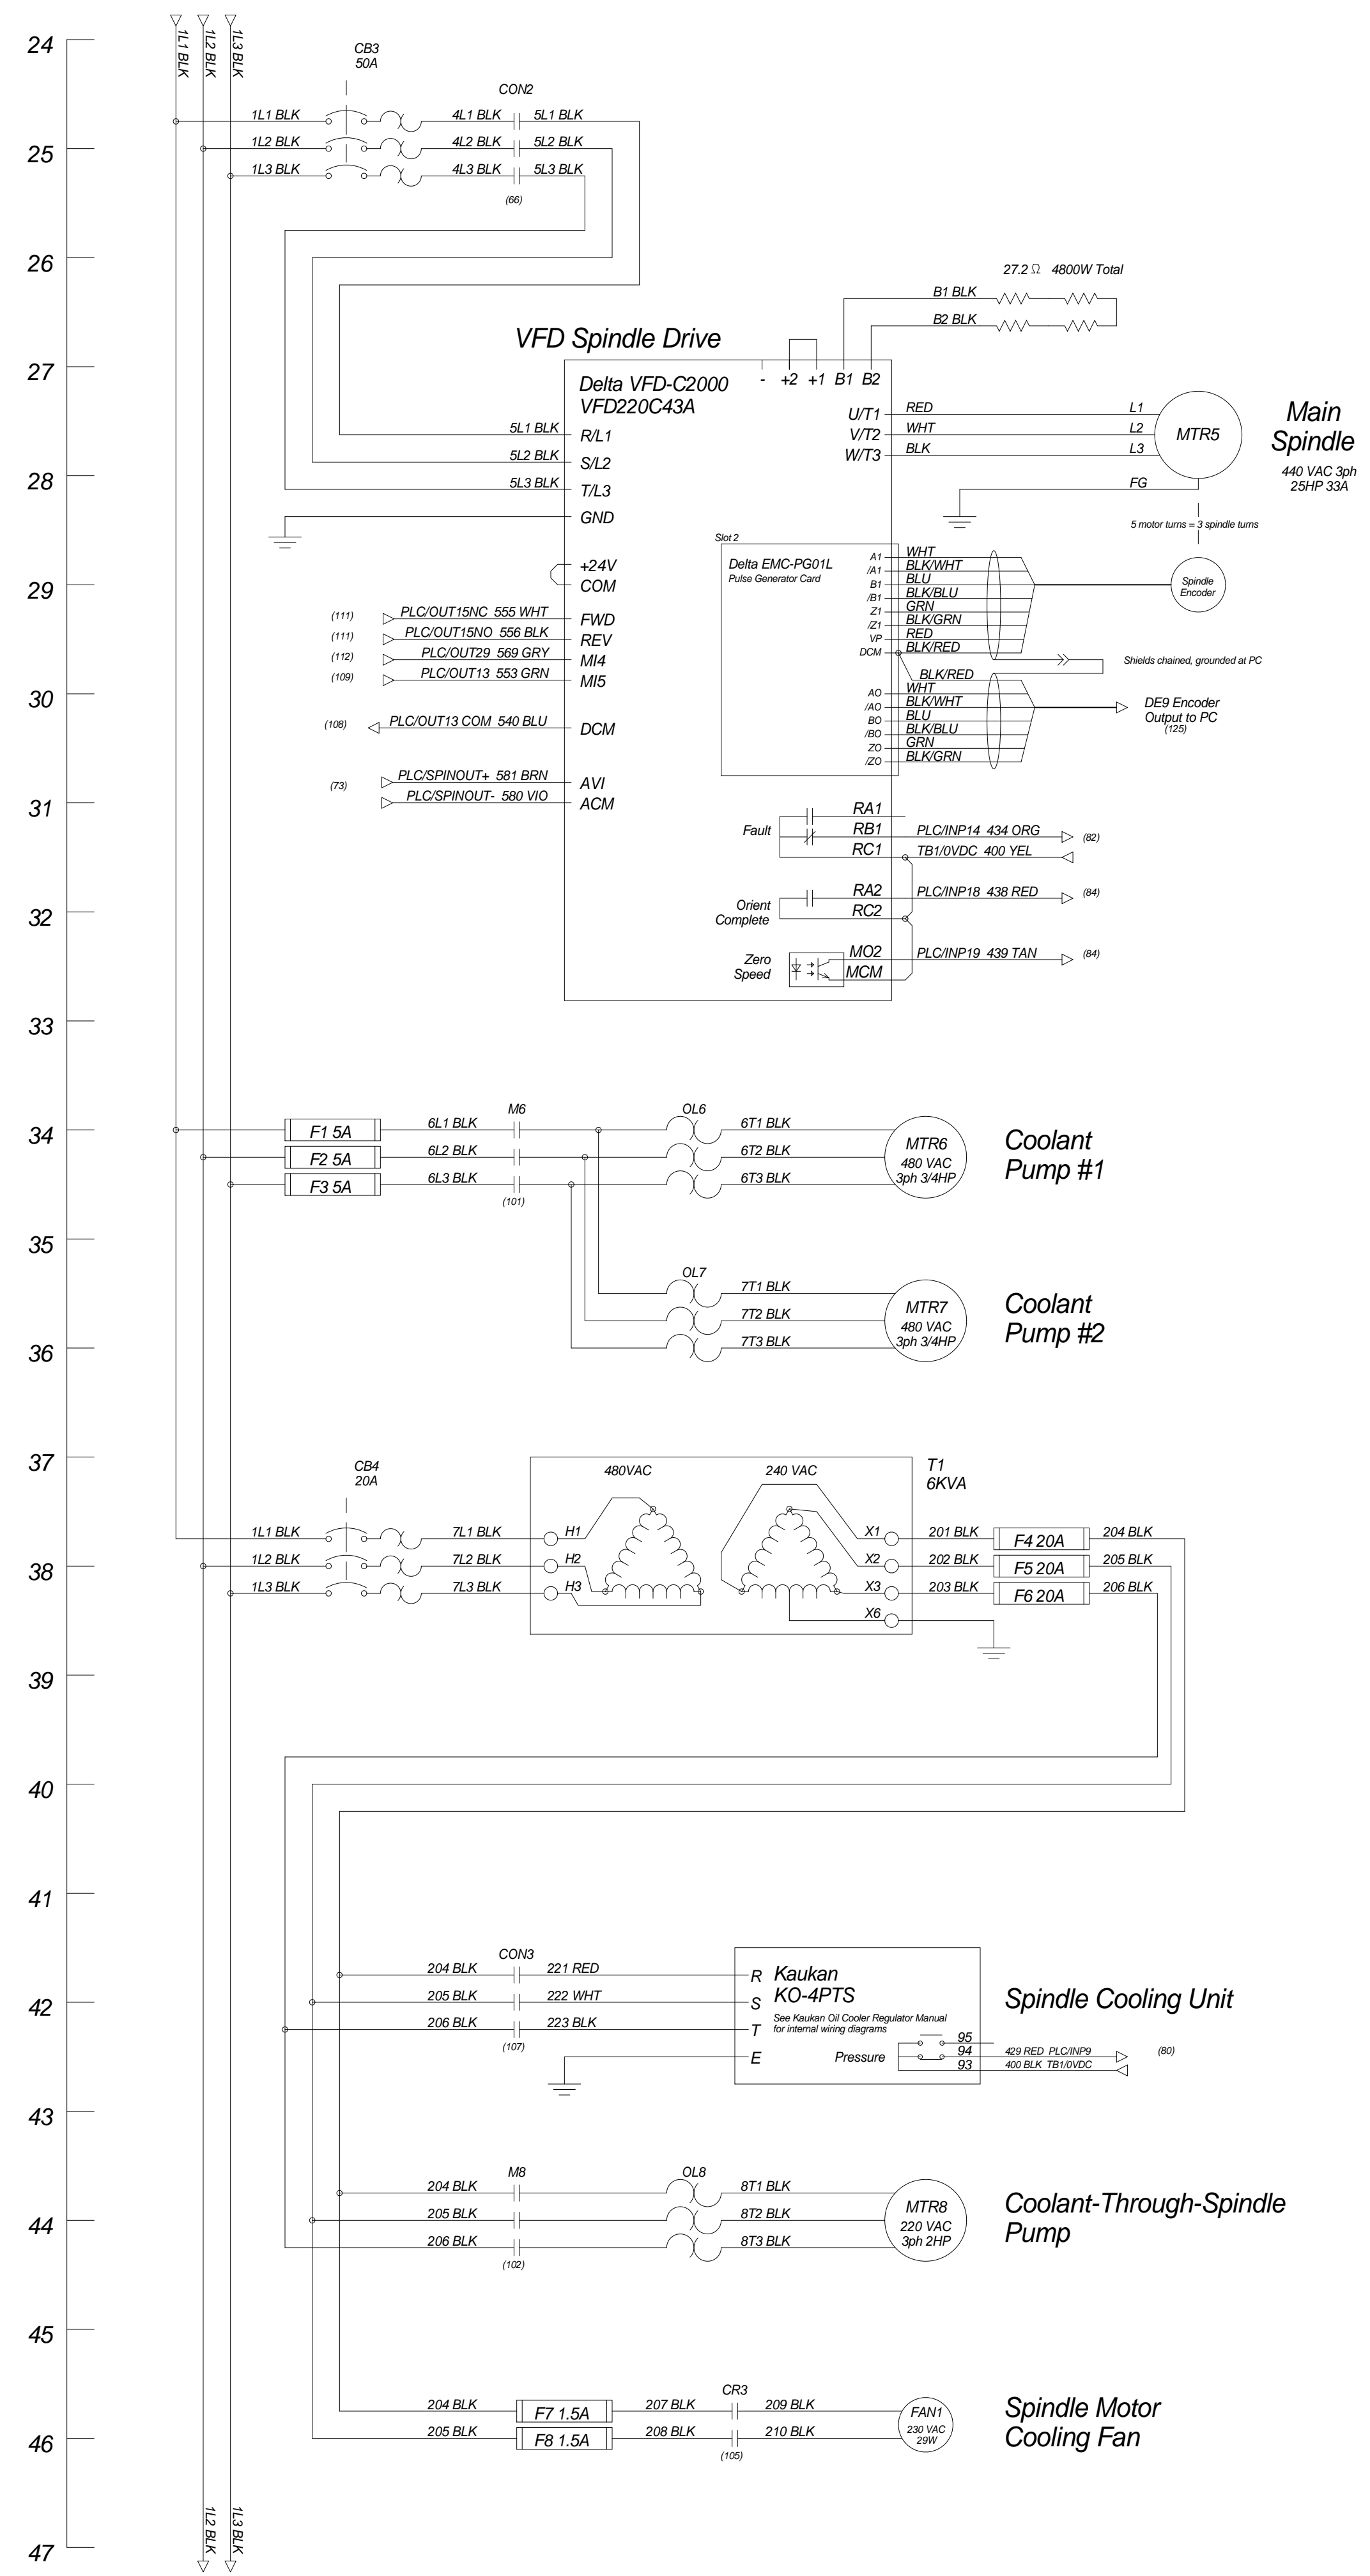 24
1L1 BLK
1L2 BLK
1L3 BLK
CB3
50A
CON2
1L1 BLK 4L1 BLK 5L1 BLK
25
1L2 BLK 4L2 BLK 5L2 BLK
1L3 BLK 4L3 BLK 5L3 BLK
(66)
26
27.2 Ω 4800W Total
B1 BLK
B2 BLK
VFD Spindle Drive
27
Delta VFD-C2000
VFD220C43A
- +2 +1 B1 B2
U/T1 RED L1
V/T2 WHT L2
W/T3 BLK L3
MTR5
Main
Spindle
440 VAC 3ph
25HP 33A
5L1 BLK R/L1
5L2 BLK S/L2
28
5L3 BLK T/L3
FG
GND
5 motor turns = 3 spindle turns
Slot 2
Delta EMC-PG01L
Pulse Generator Card
+24V
COM
29
A1 WHT
/A1 BLK/WHT
B1 BLU
/B1 BLK/BLU
Z1 GRN
/Z1 BLK/GRN
VP RED
DCM BLK/RED
Spindle
Encoder
(111) PLC/OUT15NC 555 WHT FWD
(111) PLC/OUT15NO 556 BLK REV
(112) PLC/OUT29 569 GRY MI4
(109) PLC/OUT13 553 GRN MI5
Shields chained, grounded at PC
30
BLK/RED
AO WHT
/AO BLK/WHT
BO BLU
/BO BLK/BLU
ZO GRN
/ZO BLK/GRN
DE9 Encoder
Output to PC
(125)
(108) PLC/OUT13 COM 540 BLU DCM
(73)
PLC/SPINOUT+ 581 BRN AVI
31
PLC/SPINOUT- 580 VIO ACM
Fault
RA1
RB1 PLC/INP14 434 ORG (82)
RC1 TB1/0VDC 400 YEL
32
Orient
Complete
RA2 PLC/INP18 438 RED (84)
RC2
Zero
Speed
MO2 PLC/INP19 439 TAN (84)
MCM
33
34
M6
OL6
F1 5A 6L1 BLK 6T1 BLK
F2 5A 6L2 BLK 6T2 BLK
F3 5A 6L3 BLK 6T3 BLK
(101)
MTR6
480 VAC
3ph 3/4HP
Coolant
Pump #1
35
OL7
7T1 BLK
7T2 BLK
7T3 BLK
MTR7
480 VAC
3ph 3/4HP
Coolant
Pump #2
36
37
CB4
20A
480VAC
240 VAC
T1
6KVA
1L1 BLK 7L1 BLK H1 X1 201 BLK F4 20A 204 BLK
38
1L2 BLK 7L2 BLK H2 X2 202 BLK F5 20A 205 BLK
1L3 BLK 7L3 BLK H3 X3 203 BLK F6 20A 206 BLK
X6
39
40
41
CON3
204 BLK 221 RED R
42
205 BLK 222 WHT S
206 BLK 223 BLK T
(107)
E
Kaukan
KO-4PTS
See Kaukan Oil Cooler Regulator Manual
for internal wiring diagrams
Pressure
95
94 429 RED PLC/INP9 (80)
93 400 BLK TB1/0VDC
Spindle Cooling Unit
43
M8
OL8
204 BLK 8T1 BLK
44
205 BLK 8T2 BLK
206 BLK 8T3 BLK
(102)
MTR8
220 VAC
3ph 2HP
Coolant-Through-Spindle
Pump
45
CR3
204 BLK F7 1.5A 207 BLK 209 BLK
46
205 BLK F8 1.5A 208 BLK 210 BLK
(105)
FAN1
230 VAC
29W
Spindle Motor
Cooling Fan
47
1L2 BLK
1L3 BLK